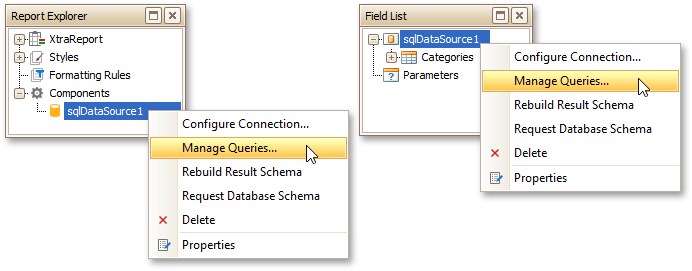 Report Explorer
XtraReport
Styles
Formatting Rules
Components
sqlDataSource1
Configure Connection...
Manage Queries...
Rebuild Result Schema
Request Database Schema
Delete
Properties
Field List
sqlDataSource1
Categories
Parameters
Configure Connection...
Manage Queries...
Rebuild Result Schema
Request Database Schema
Delete
Properties